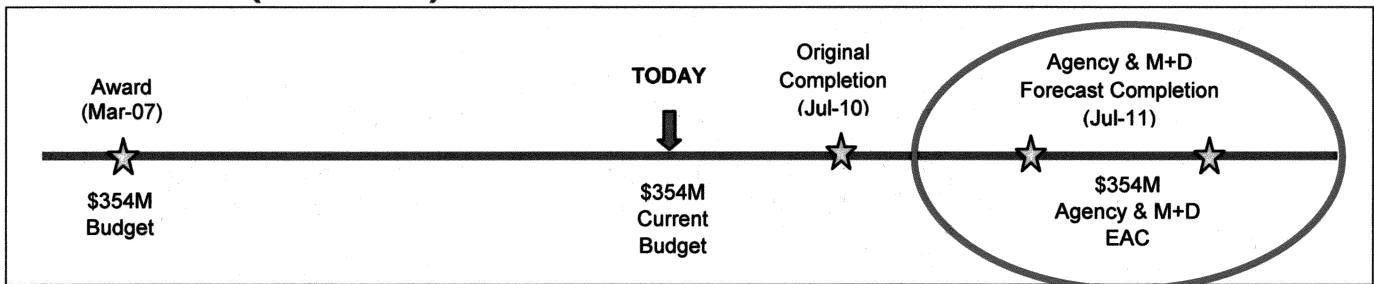 Award
(Mar-07)
$354M
Budget
TODAY
$354M
Current
Budget
Original
Completion
(Jul-10)
Agency & M+D
Forecast Completion
(Jul-11)
$354M
Agency & M+D
EAC